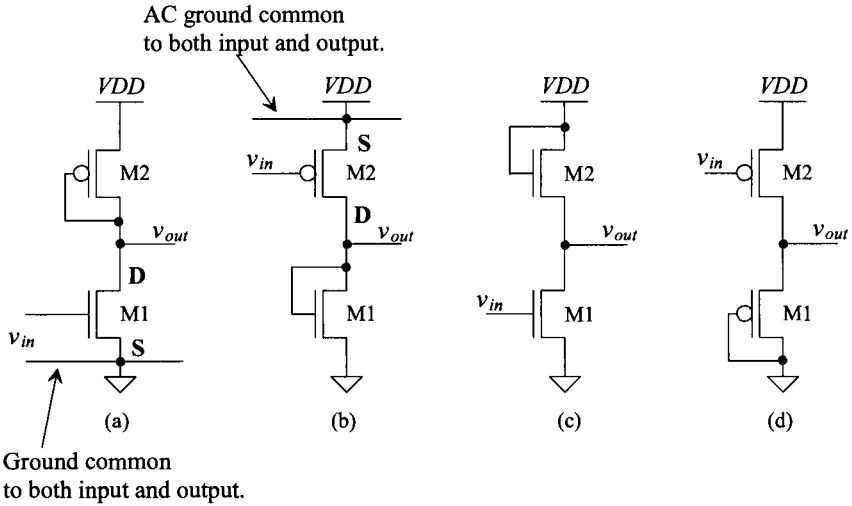 AC ground common
to both input and output.
VDD
VDD
VDD
VDD
S
v_in
M2
M2
M2
v_in
M2
D
v_out
v_out
v_out
v_out
D
M1
M1
v_in
M1
M1
v_in
S
(a)
(b)
(c)
(d)
Ground common
to both input and output.